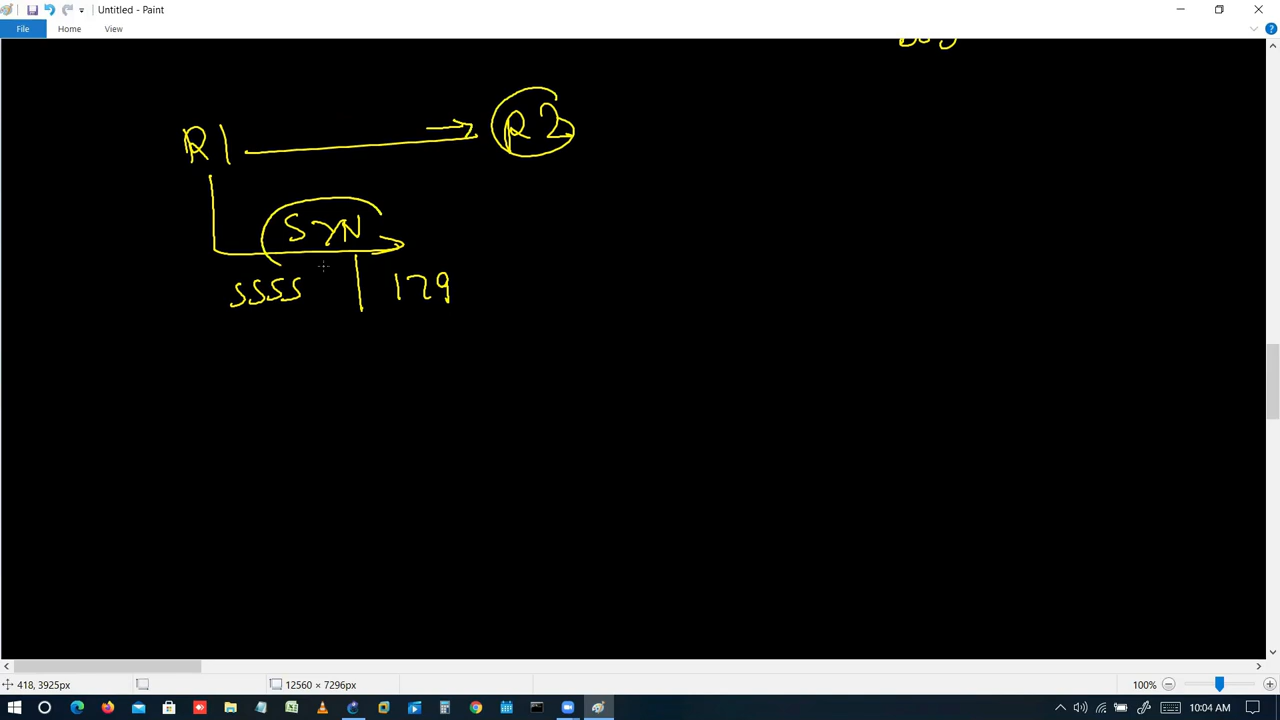 Untitled - Paint
File Home View
R1 R2
SYN
5555 179
418, 3925px 12560 × 7296px 100%
10:04 AM